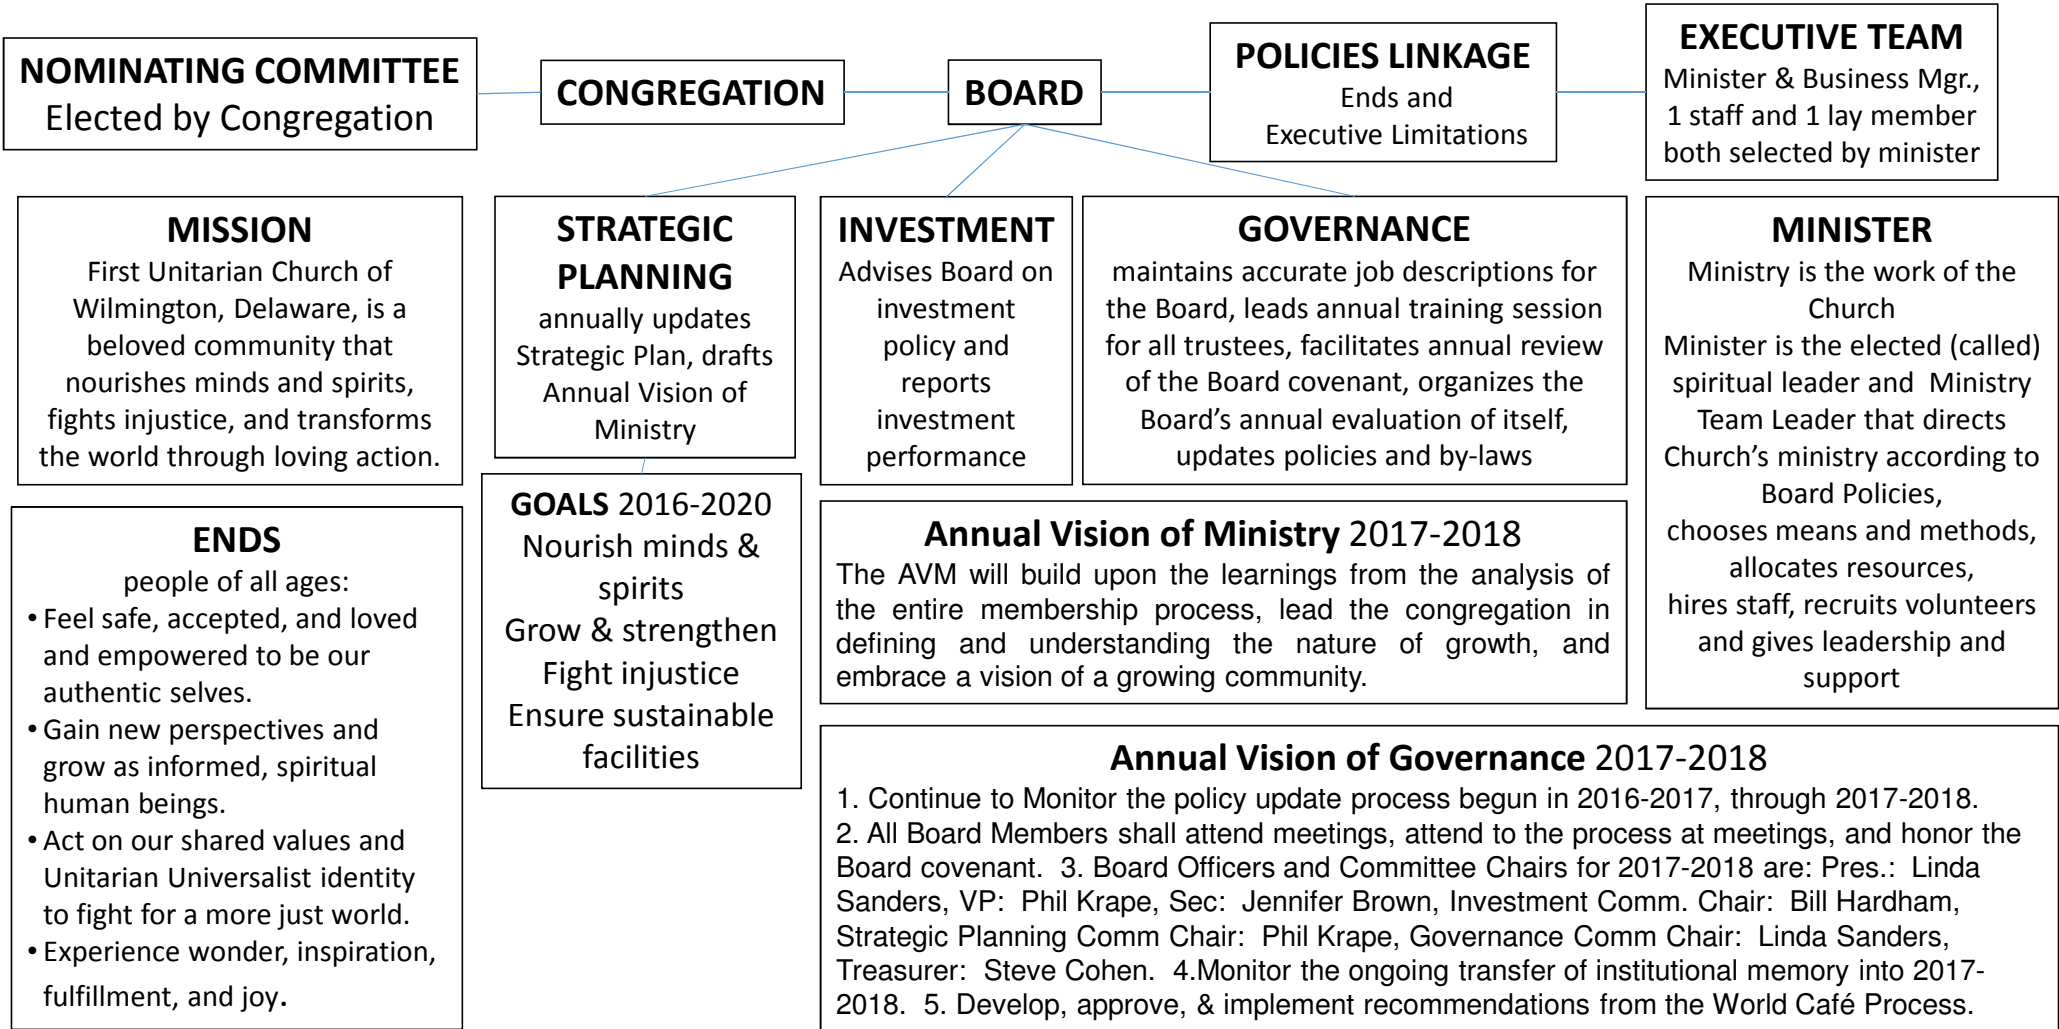 NOMINATING COMMITTEE
Elected by Congregation
CONGREGATION
BOARD
POLICIES LINKAGE
Ends and
Executive Limitations
EXECUTIVE TEAM
Minister & Business Mgr.,
1 staff and 1 lay member
both selected by minister
MISSION
First Unitarian Church of
Wilmington, Delaware, is a
beloved community that
nourishes minds and spirits,
fights injustice, and transforms
the world through loving action.
STRATEGIC
PLANNING
annually updates
Strategic Plan, drafts
Annual Vision of
Ministry
INVESTMENT
Advises Board on
investment
policy and
reports
investment
performance
GOVERNANCE
maintains accurate job descriptions for
the Board, leads annual training session
for all trustees, facilitates annual review
of the Board covenant, organizes the
Board’s annual evaluation of itself,
updates policies and by-laws
MINISTER
Ministry is the work of the
Church
Minister is the elected (called)
spiritual leader and Ministry
Team Leader that directs
Church’s ministry according to
Board Policies,
chooses means and methods,
allocates resources,
hires staff, recruits volunteers
and gives leadership and
support
ENDS
people of all ages:
• Feel safe, accepted, and loved
and empowered to be our
authentic selves.
• Gain new perspectives and
grow as informed, spiritual
human beings.
• Act on our shared values and
Unitarian Universalist identity
to fight for a more just world.
• Experience wonder, inspiration,
fulfillment, and joy.
GOALS 2016-2020
Nourish minds &
spirits
Grow & strengthen
Fight injustice
Ensure sustainable
facilities
Annual Vision of Ministry 2017-2018
The AVM will build upon the learnings from the analysis of
the entire membership process, lead the congregation in
defining and understanding the nature of growth, and
embrace a vision of a growing community.
Annual Vision of Governance 2017-2018
1. Continue to Monitor the policy update process begun in 2016-2017, through 2017-2018.
2. All Board Members shall attend meetings, attend to the process at meetings, and honor the
Board covenant. 3. Board Officers and Committee Chairs for 2017-2018 are: Pres.: Linda
Sanders, VP: Phil Krape, Sec: Jennifer Brown, Investment Comm. Chair: Bill Hardham,
Strategic Planning Comm Chair: Phil Krape, Governance Comm Chair: Linda Sanders,
Treasurer: Steve Cohen. 4.Monitor the ongoing transfer of institutional memory into 2017-
2018. 5. Develop, approve, & implement recommendations from the World Café Process.